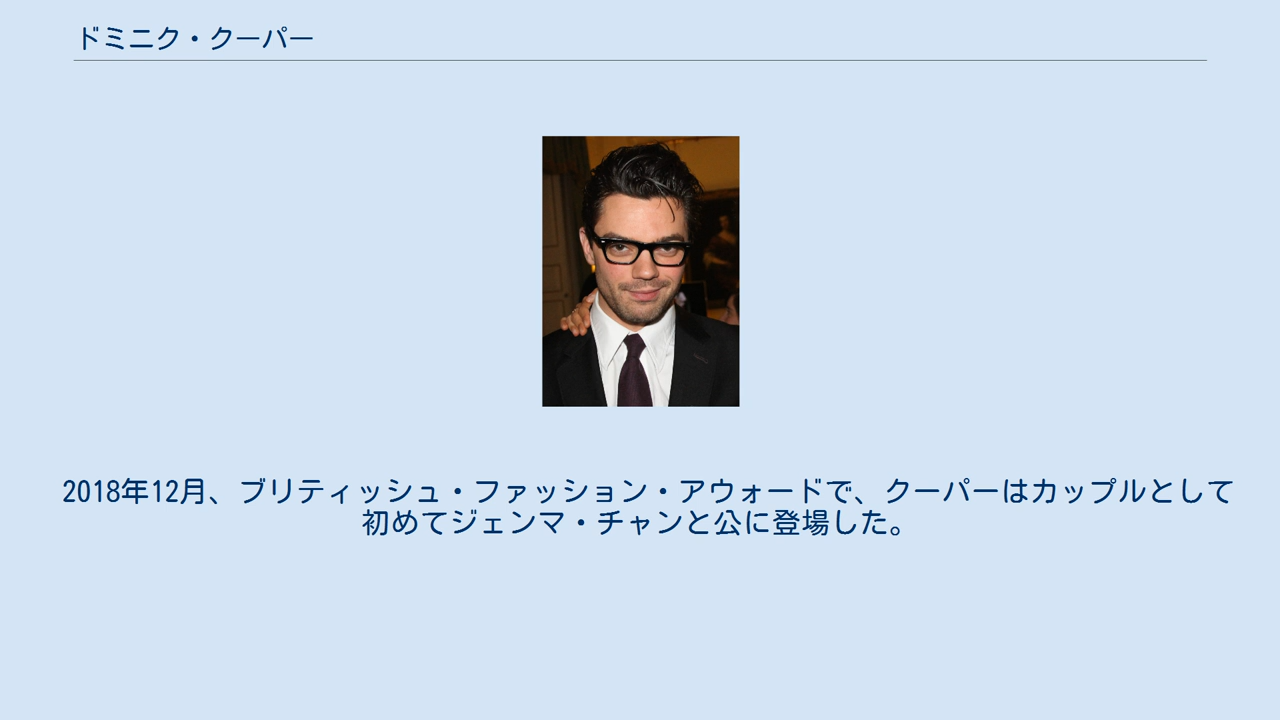 ドミニク・クーパー
2018年12月、ブリティッシュ・ファッション・アウォードで、クーパーはカップルとして
初めてジェンマ・チャンと公に登場した。